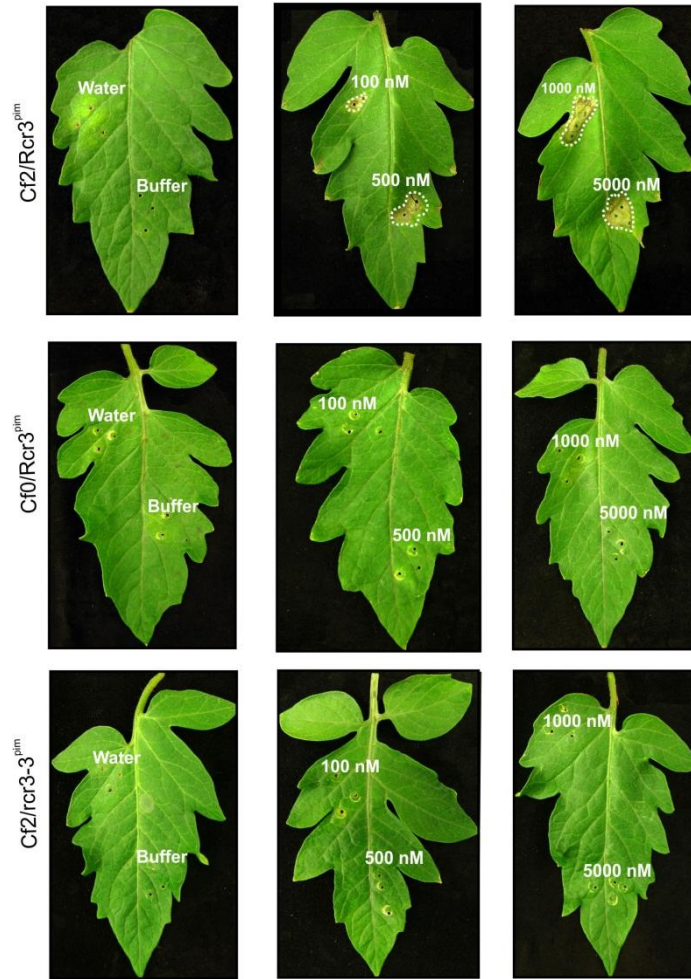 Cf2/Rcr3pim
Water
Buffer
100 nM
500 nM
1000 nM
5000 nM
Cf0/Rcr3pim
Water
Buffer
100 nM
500 nM
1000 nM
5000 nM
Cf2/rcr3-3pim
Water
Buffer
100 nM
500 nM
1000 nM
5000 nM